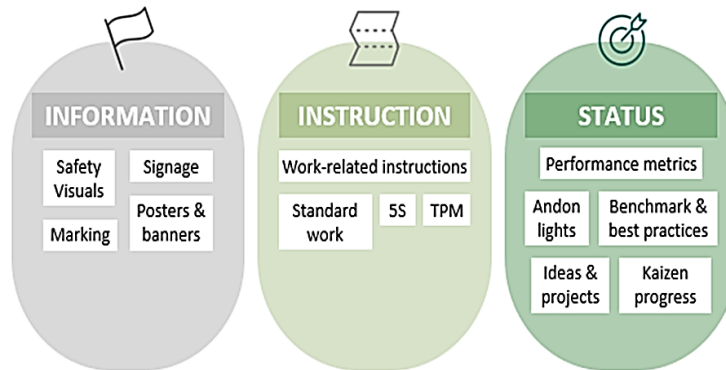 INFORMATION
Safety
Visuals
Signage
Marking
Posters &
banners
INSTRUCTION
Work-related instructions
Standard
work
5S
TPM
STATUS
Performance metrics
Andon
lights
Benchmark &
best practices
Ideas &
projects
Kaizen
progress